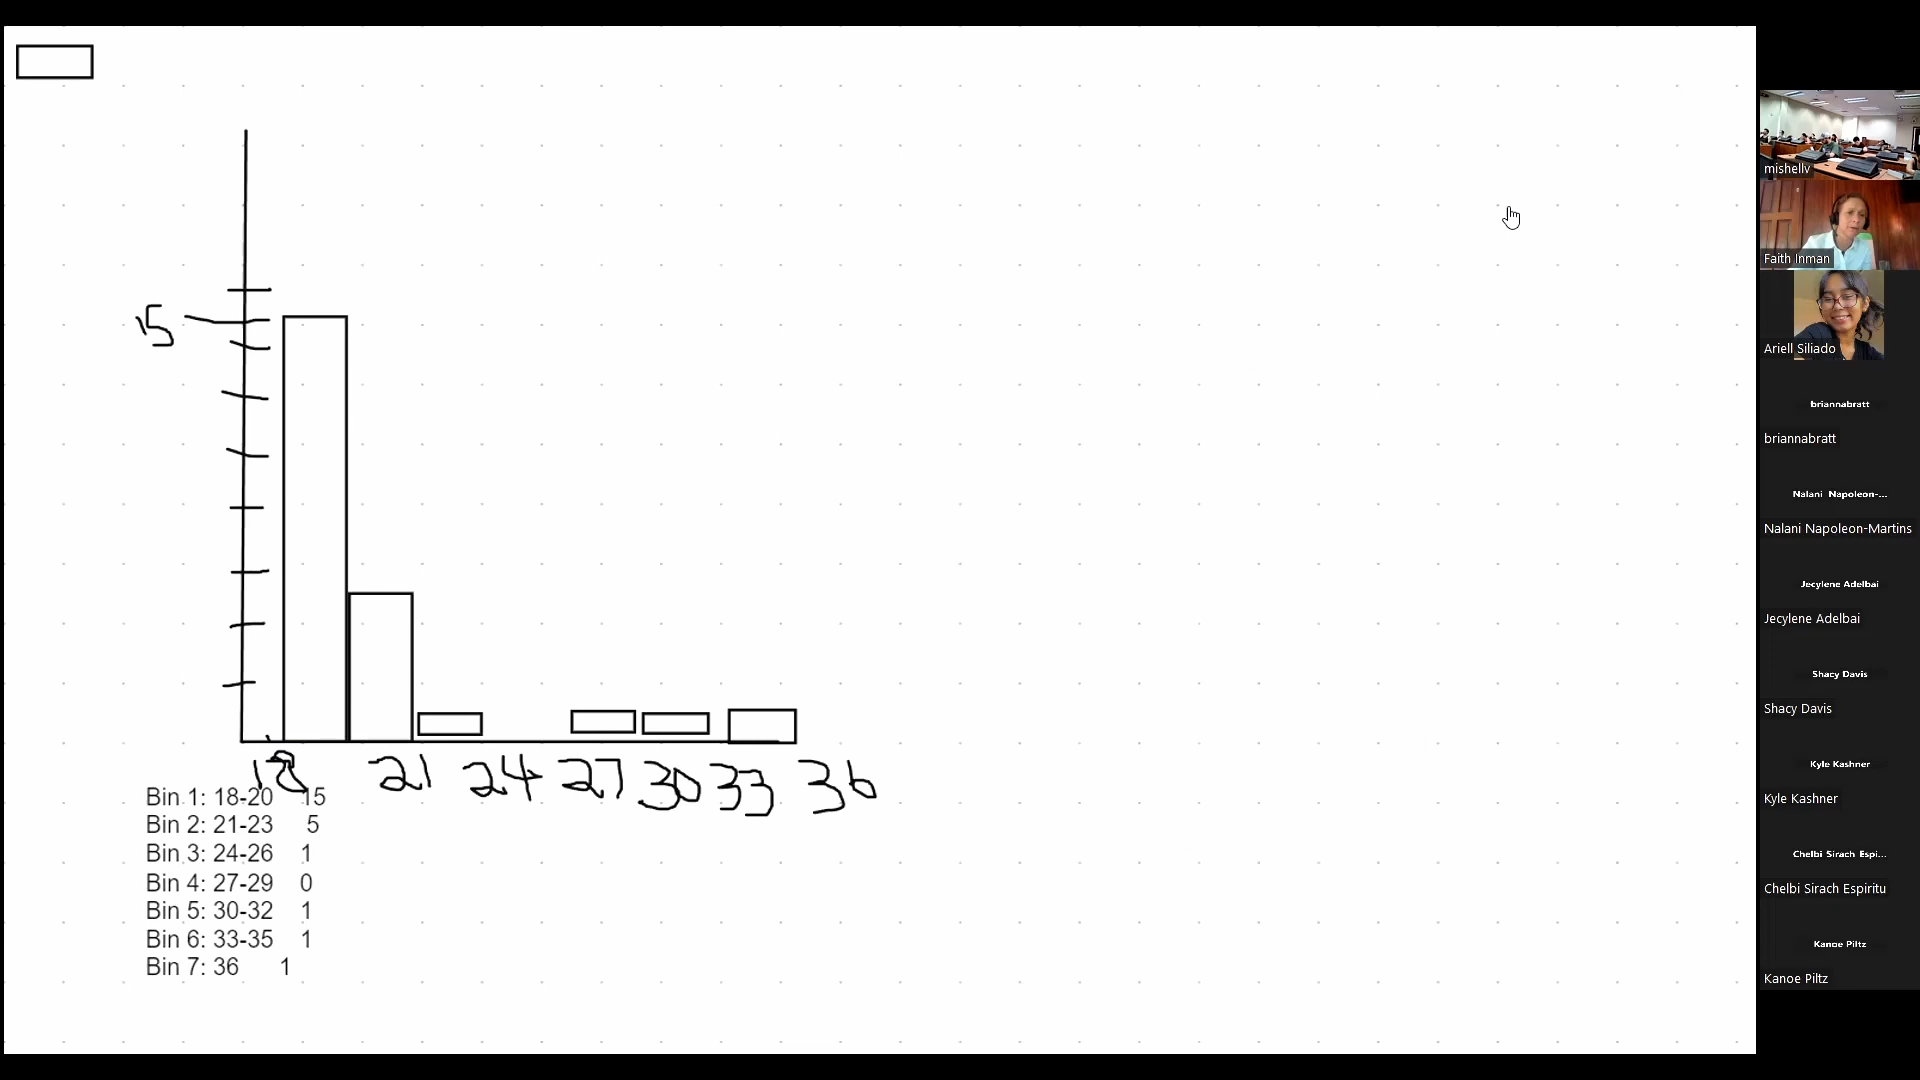 15
18 21 24 27 30 33 36
Bin 1: 18-20 15
Bin 2: 21-23 5
Bin 3: 24-26 1
Bin 4: 27-29 0
Bin 5: 30-32 1
Bin 6: 33-35 1
Bin 7: 36 1
mishellv
Faith Inman
Ariell Siliado
briannabratt
briannabratt
Nalani Napoleon-...
Nalani Napoleon-Martins
Jecylene Adelbai
Jecylene Adelbai
Shacy Davis
Shacy Davis
Kyle Kashner
Kyle Kashner
Chelbi Sirach Espi...
Chelbi Sirach Espiritu
Kanoe Piltz
Kanoe Piltz